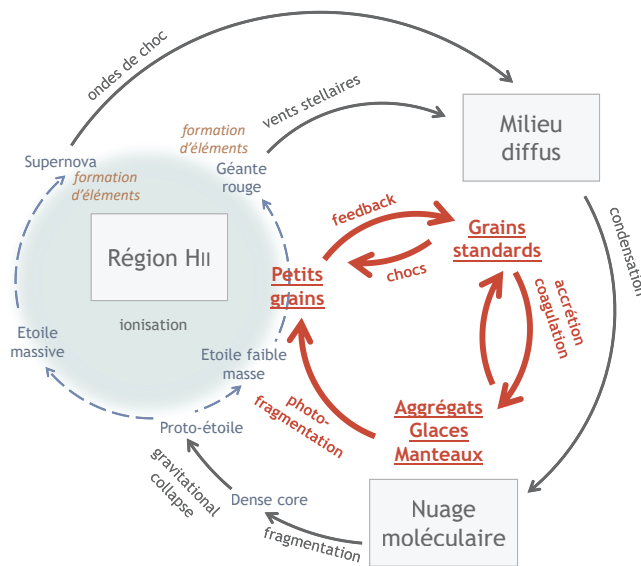 ondes de choc
vents stellaires
formation
d'éléments
Supernova
formation
d'éléments
Géante
rouge
Milieu
diffus
Région HII
ionisation
feedback
chocs
Petits
grains
Grains
standards
accrétion
coagulation
condensation
Etoile
massive
Etoile faible
masse
photo-
fragmentation
Aggrégats
Glaces
Manteaux
Proto-étoile
gravitational
collapse
Dense core
fragmentation
Nuage
moléculaire